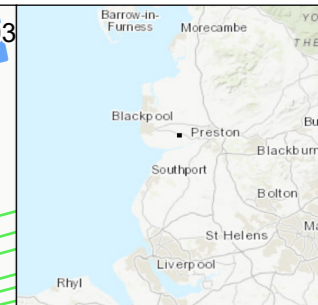 3
Barrow-in-
Furness
Morecambe
YO
THE
Blackpool
Preston
Bu
Blackburn
Southport
Bolton
St Helens
Ma
Liverpool
Rhyl